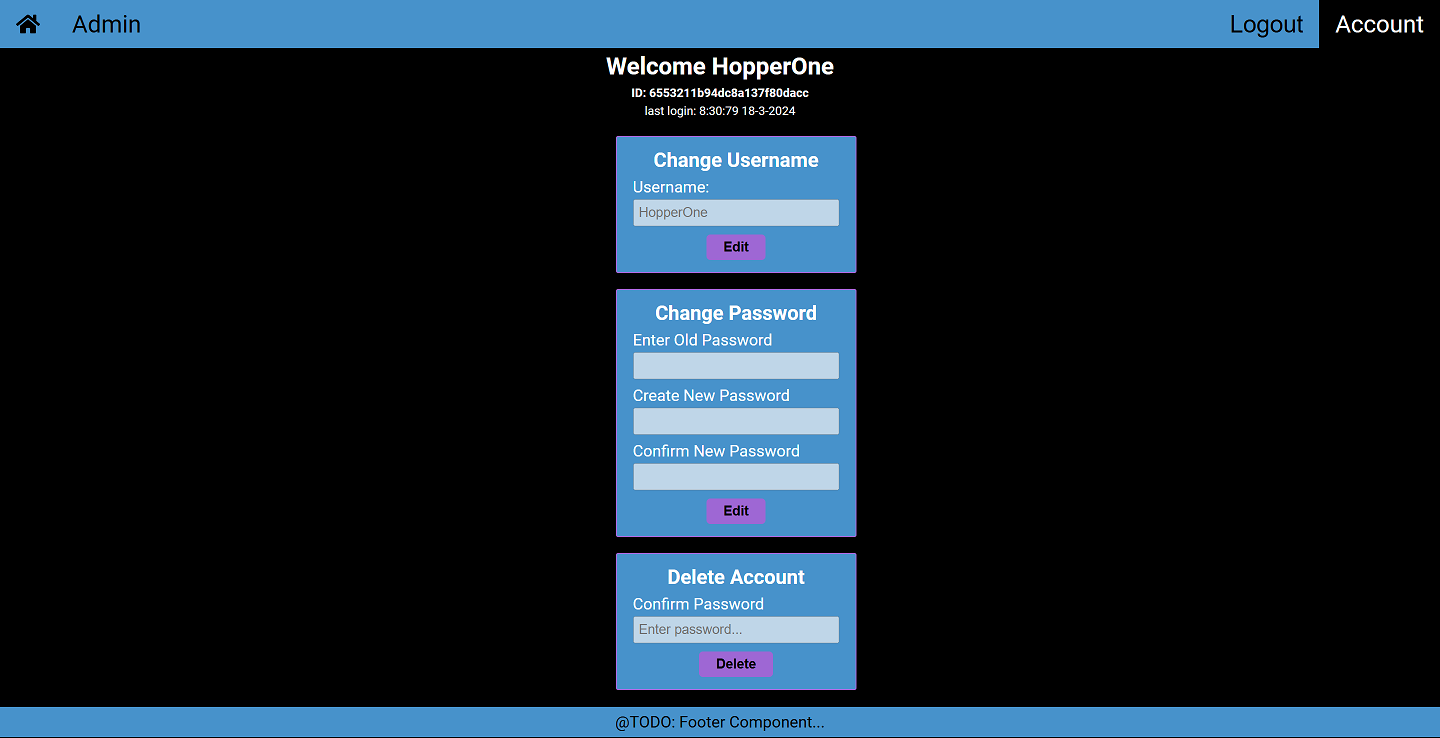 Admin
Logout
Account
Welcome HopperOne
ID: 6553211b94dc8a137f80dacc
last login: 8:30:79 18-3-2024
Change Username
Username:
HopperOne
Edit
Change Password
Enter Old Password
Create New Password
Confirm New Password
Edit
Delete Account
Confirm Password
Enter password...
Delete
@TODO: Footer Component...